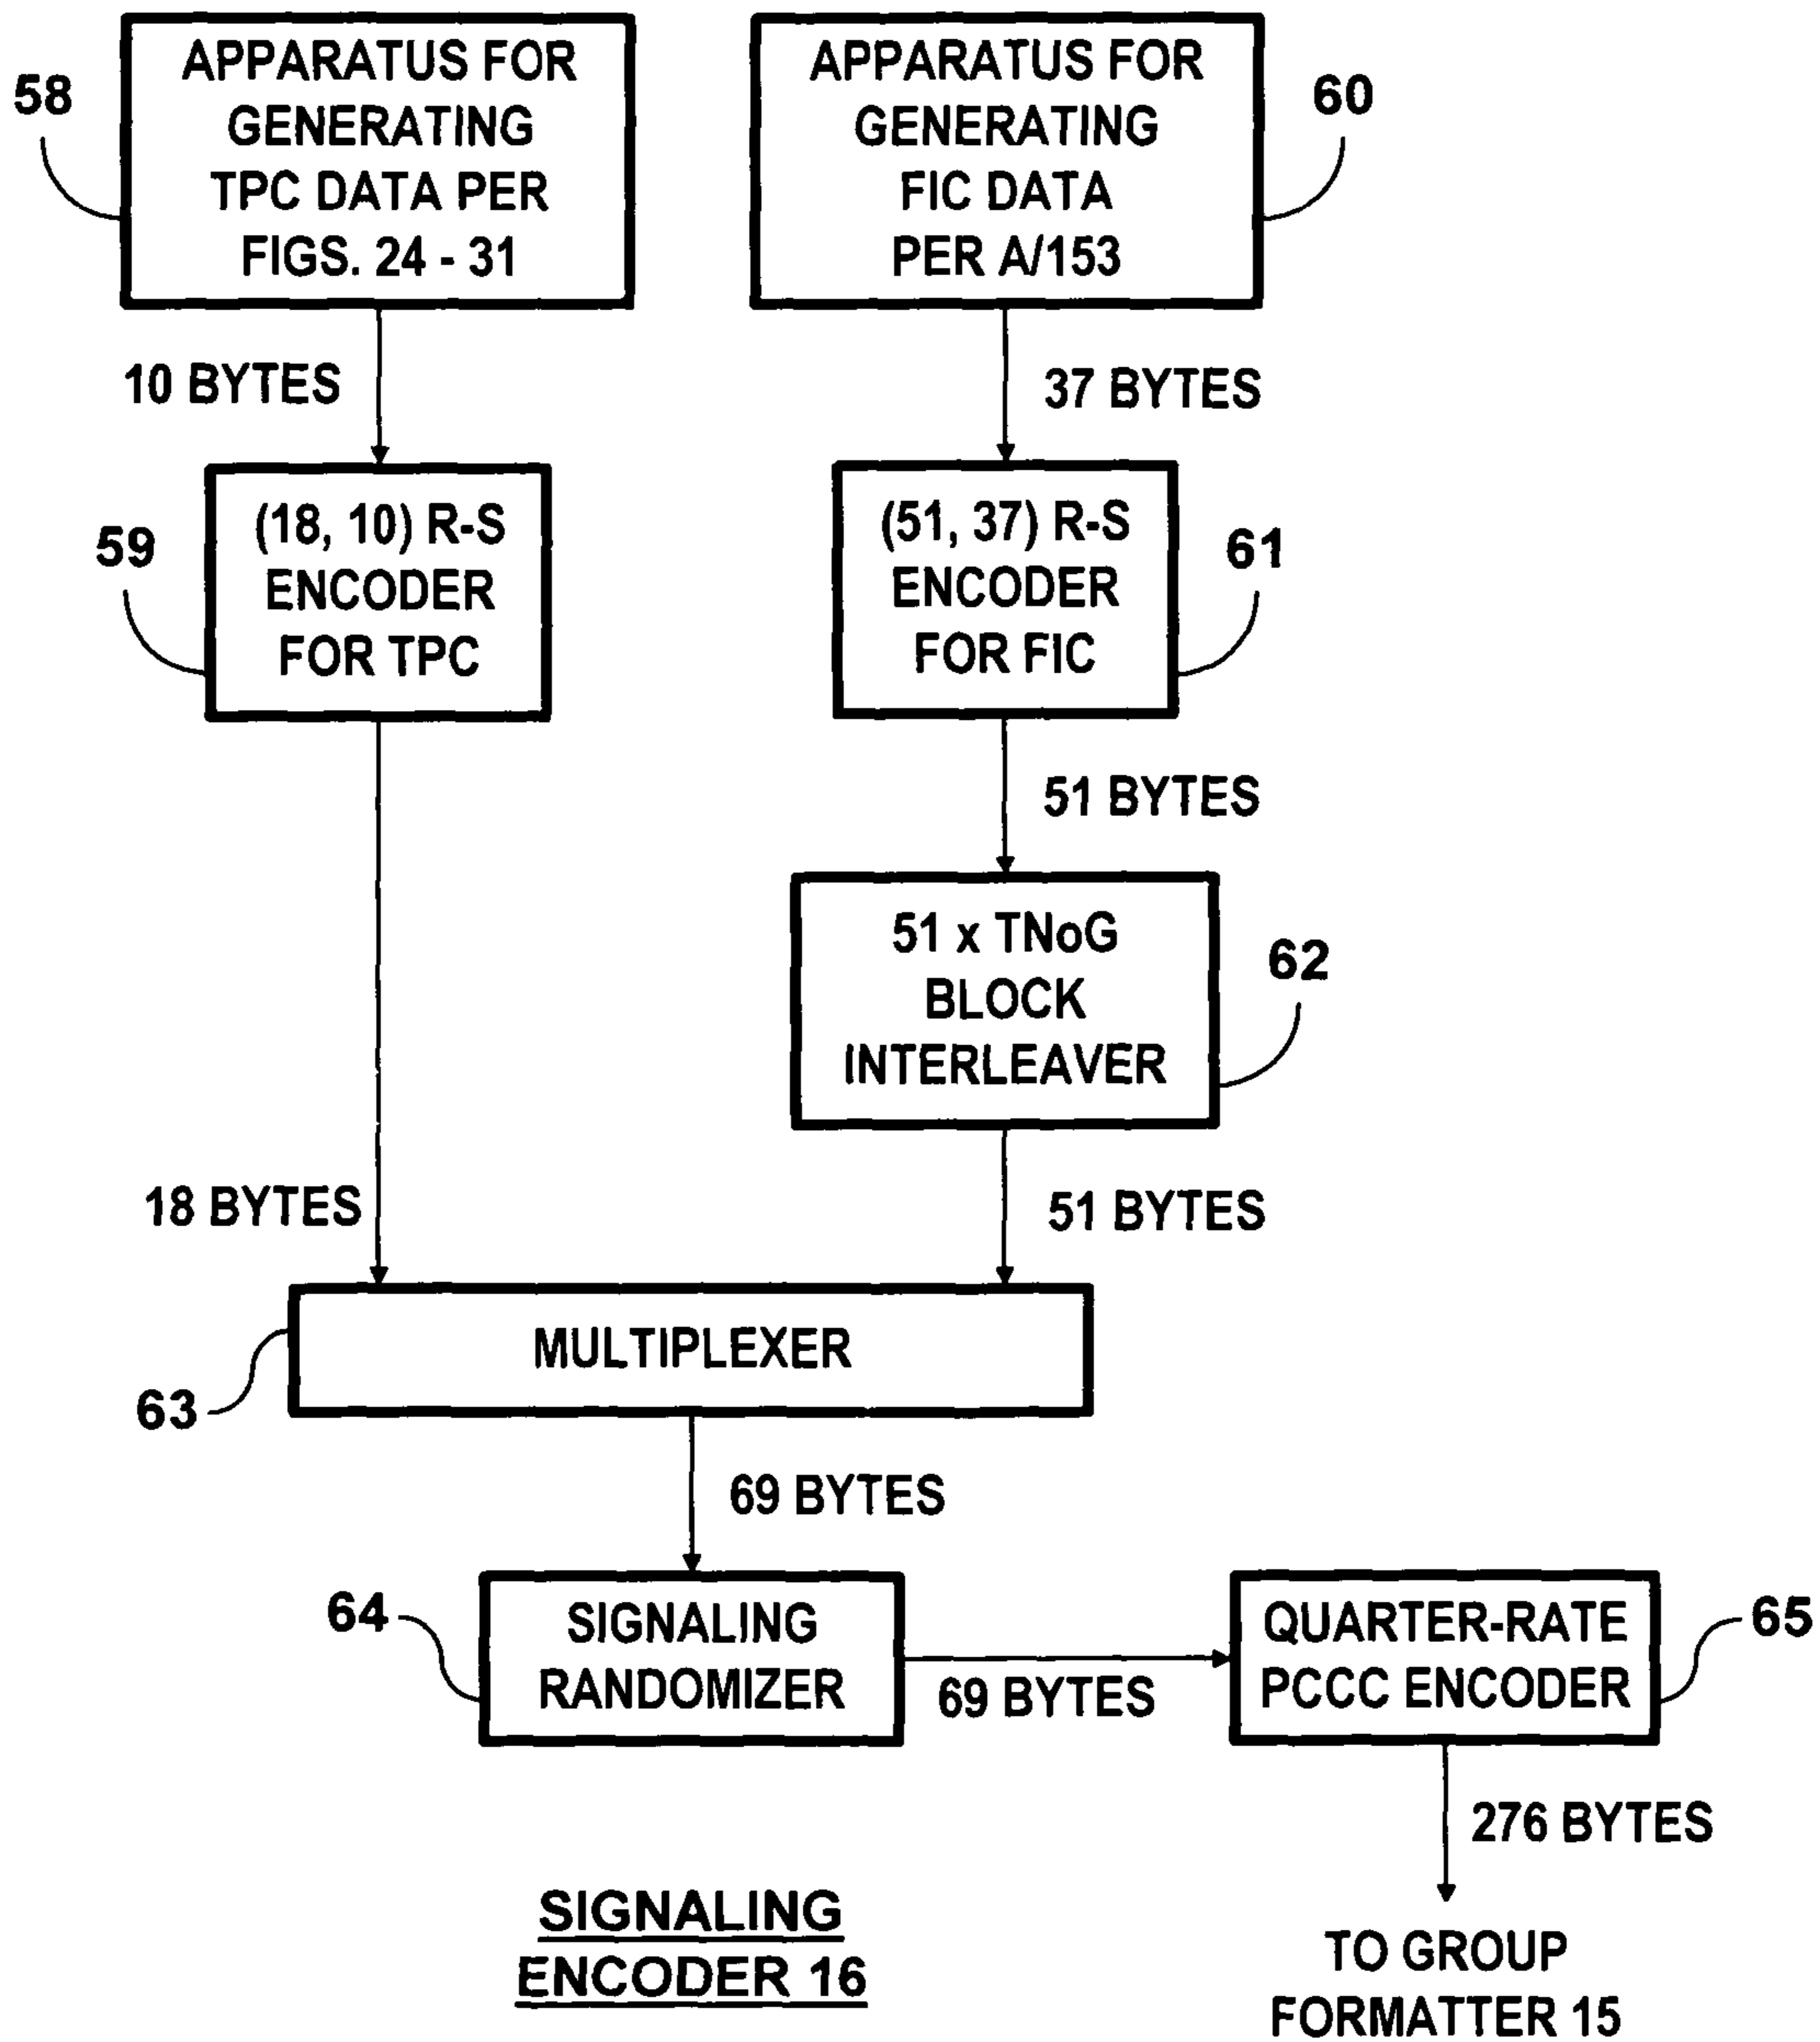 58
APPARATUS FOR
GENERATING
TPC DATA PER
FIGS. 24 - 31
APPARATUS FOR
GENERATING
FIC DATA
PER A/153
60
10 BYTES
37 BYTES
59
(18, 10) R-S
ENCODER
FOR TPC
(51, 37) R-S
ENCODER
FOR FIC
61
51 BYTES
51 x TNoG
BLOCK
INTERLEAVER
62
18 BYTES
51 BYTES
MULTIPLEXER
63
69 BYTES
64
SIGNALING
RANDOMIZER
69 BYTES
QUARTER-RATE
PCCC ENCODER
65
276 BYTES
SIGNALING
ENCODER 16
TO GROUP
FORMATTER 15